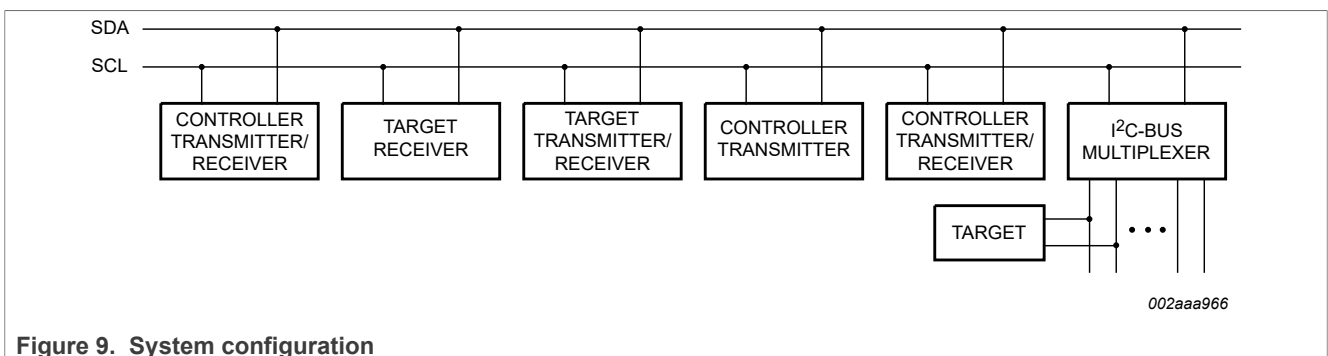 SDA
SCL
CONTROLLER
TRANSMITTER/
RECEIVER
TARGET
RECEIVER
TARGET
TRANSMITTER/
RECEIVER
CONTROLLER
TRANSMITTER
CONTROLLER
TRANSMITTER/
RECEIVER
I²C-BUS
MULTIPLEXER
TARGET
002aaa966
Figure 9. System configuration